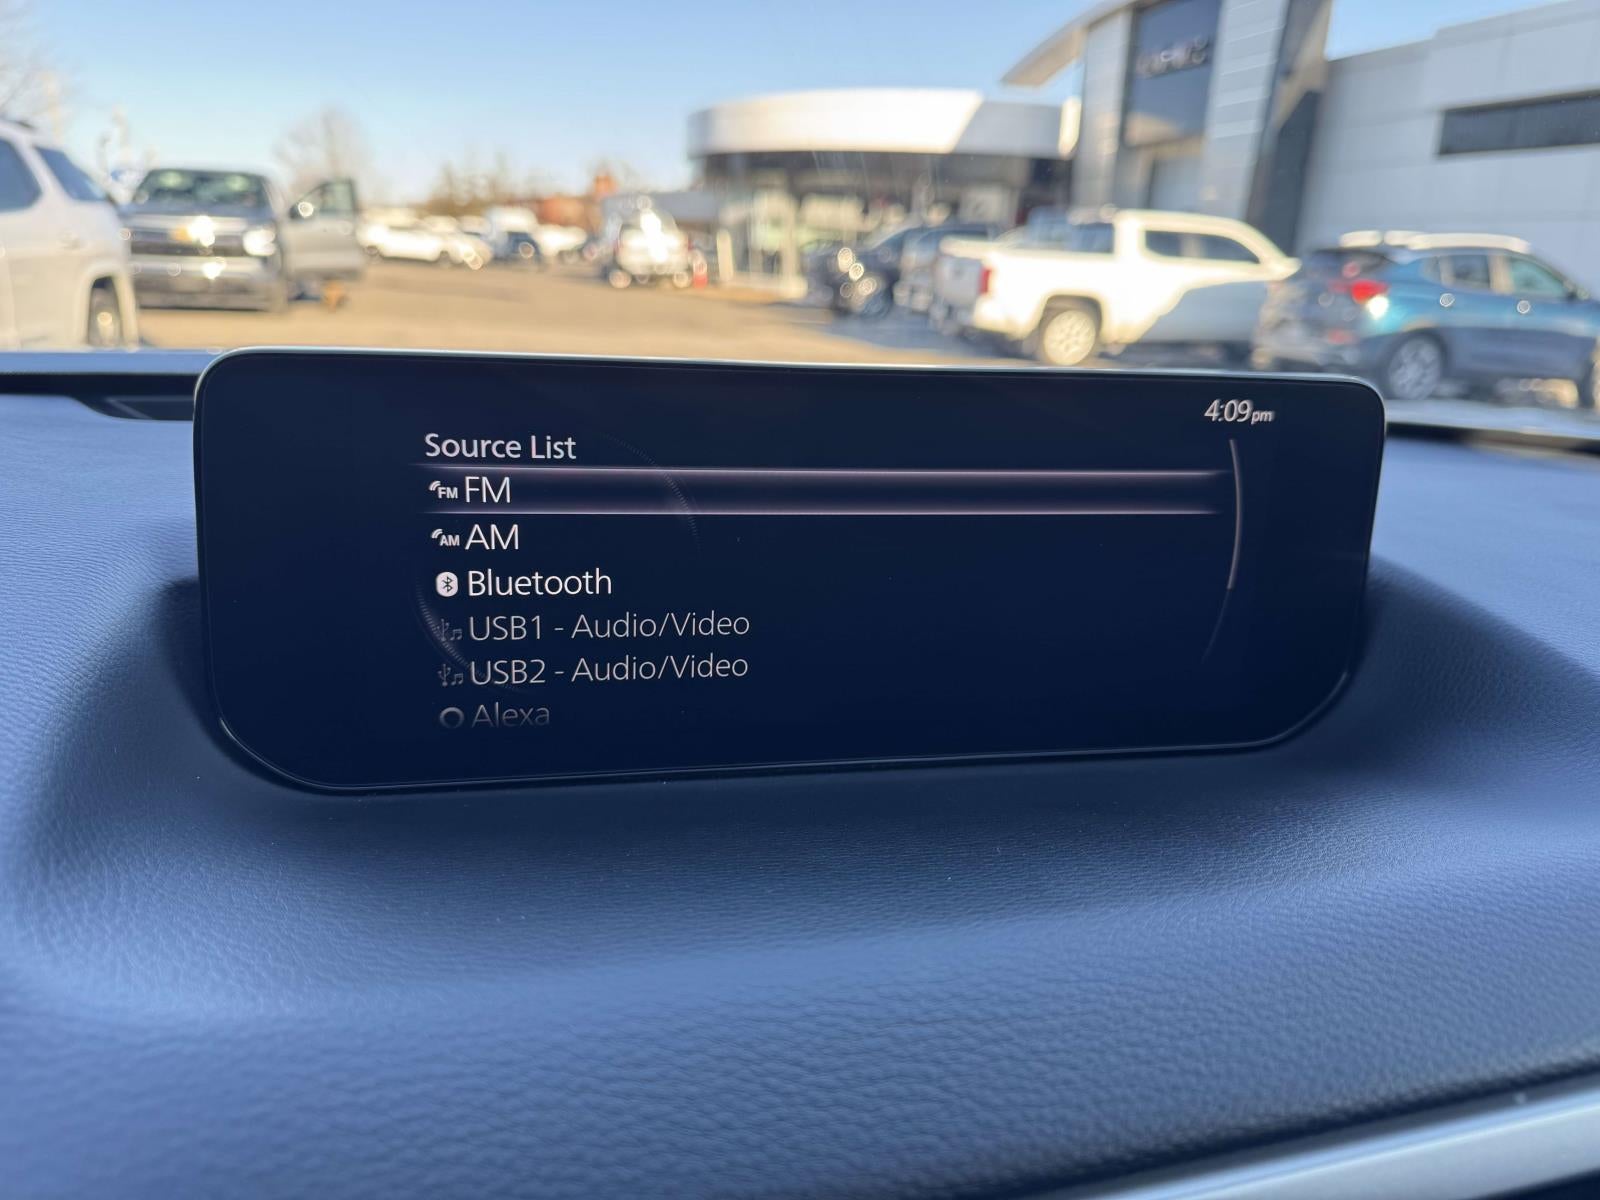 4:09pm
Source List
FM FM
AM AM
Bluetooth
USB1 - Audio/Video
USB2 - Audio/Video
Alexa